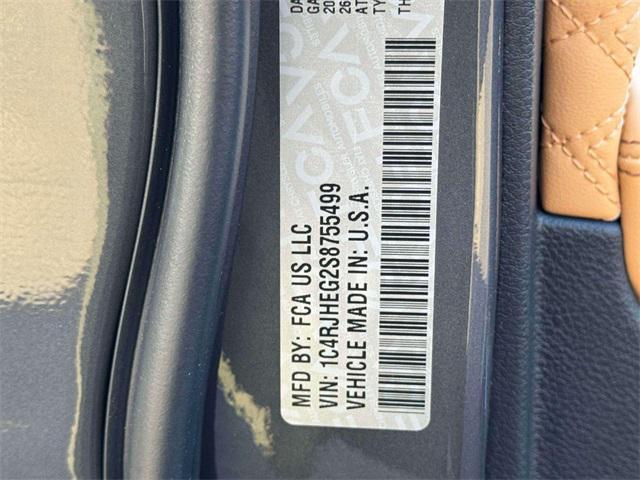 MFD BY: FCA US LLC
VIN: 1C4RJHEG2S8755499
VEHICLE MADE IN: U.S.A.